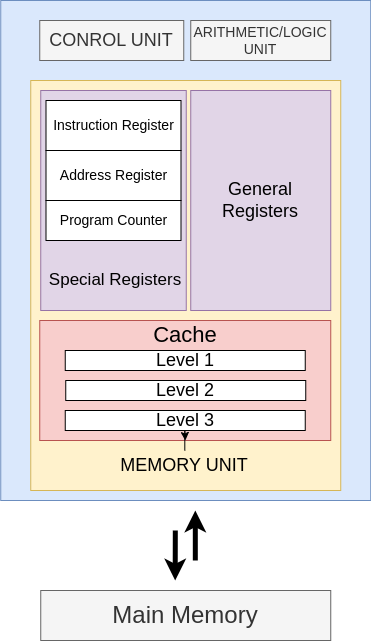 CONROL UNIT
ARITHMETIC/LOGIC
UNIT
Instruction Register
Address Register
Program Counter
Special Registers
General
Registers
Cache
Level 1
Level 2
Level 3
MEMORY UNIT
Main Memory